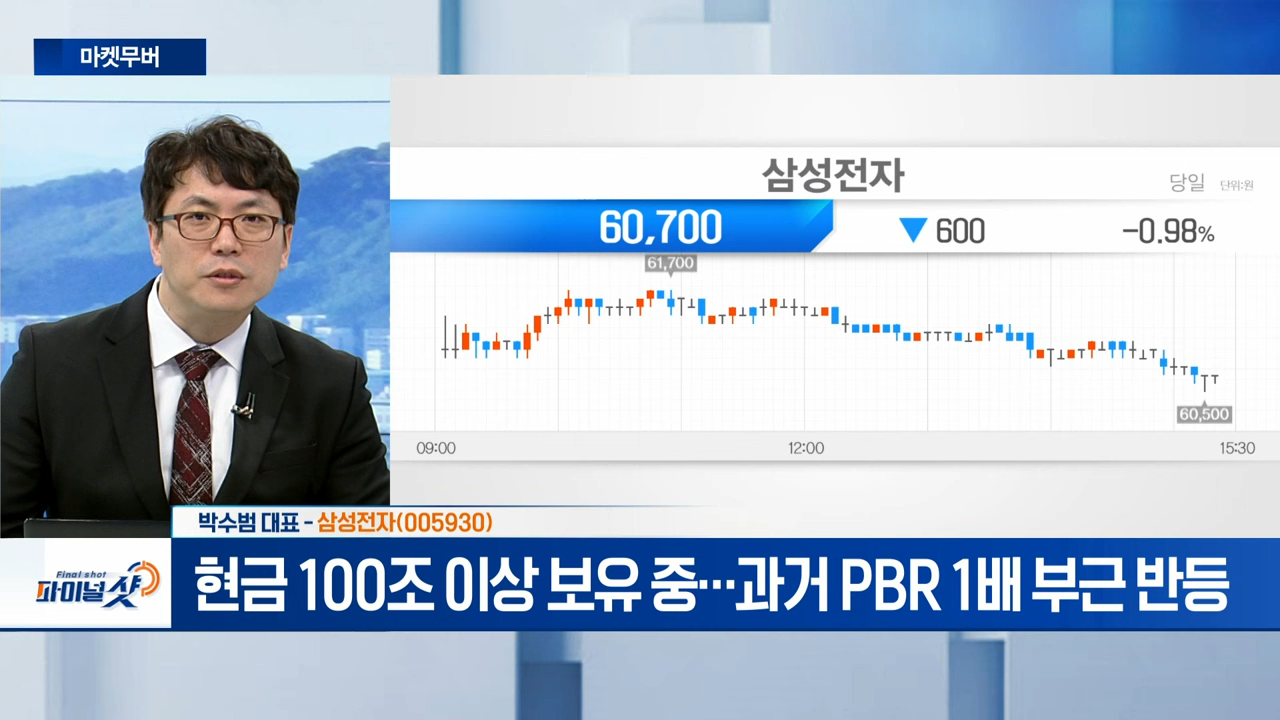 마켓무버
삼성전자
당일 단위:원
60,700 ▼ 600 -0.98%
61,700
60,500
09:00 12:00 15:30
박수범 대표 - 삼성전자(005930)
Final shot
파이널샷
현금 100조 이상 보유 중…과거 PBR 1배 부근 반등